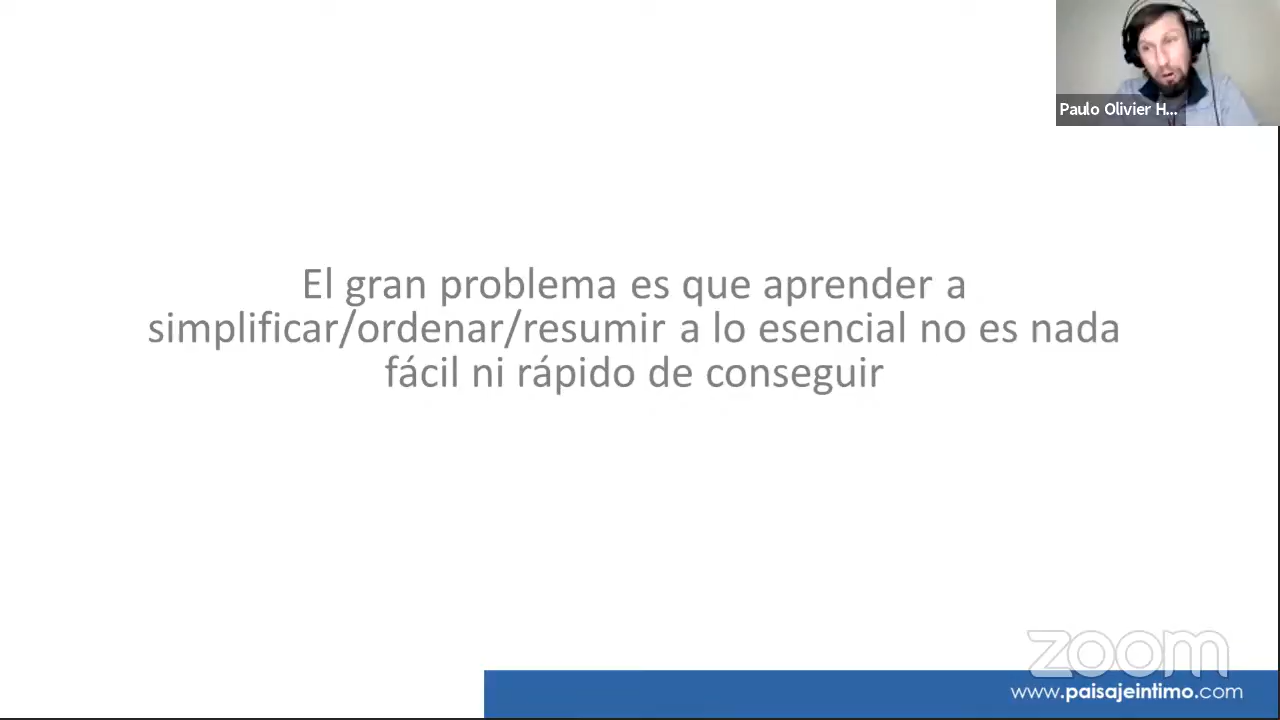 Paulo Olivier H...
El gran problema es que aprender a
simplificar/ordenar/resumir a lo esencial no es nada
fácil ni rápido de conseguir
zoom
www.paisajeintimo.com